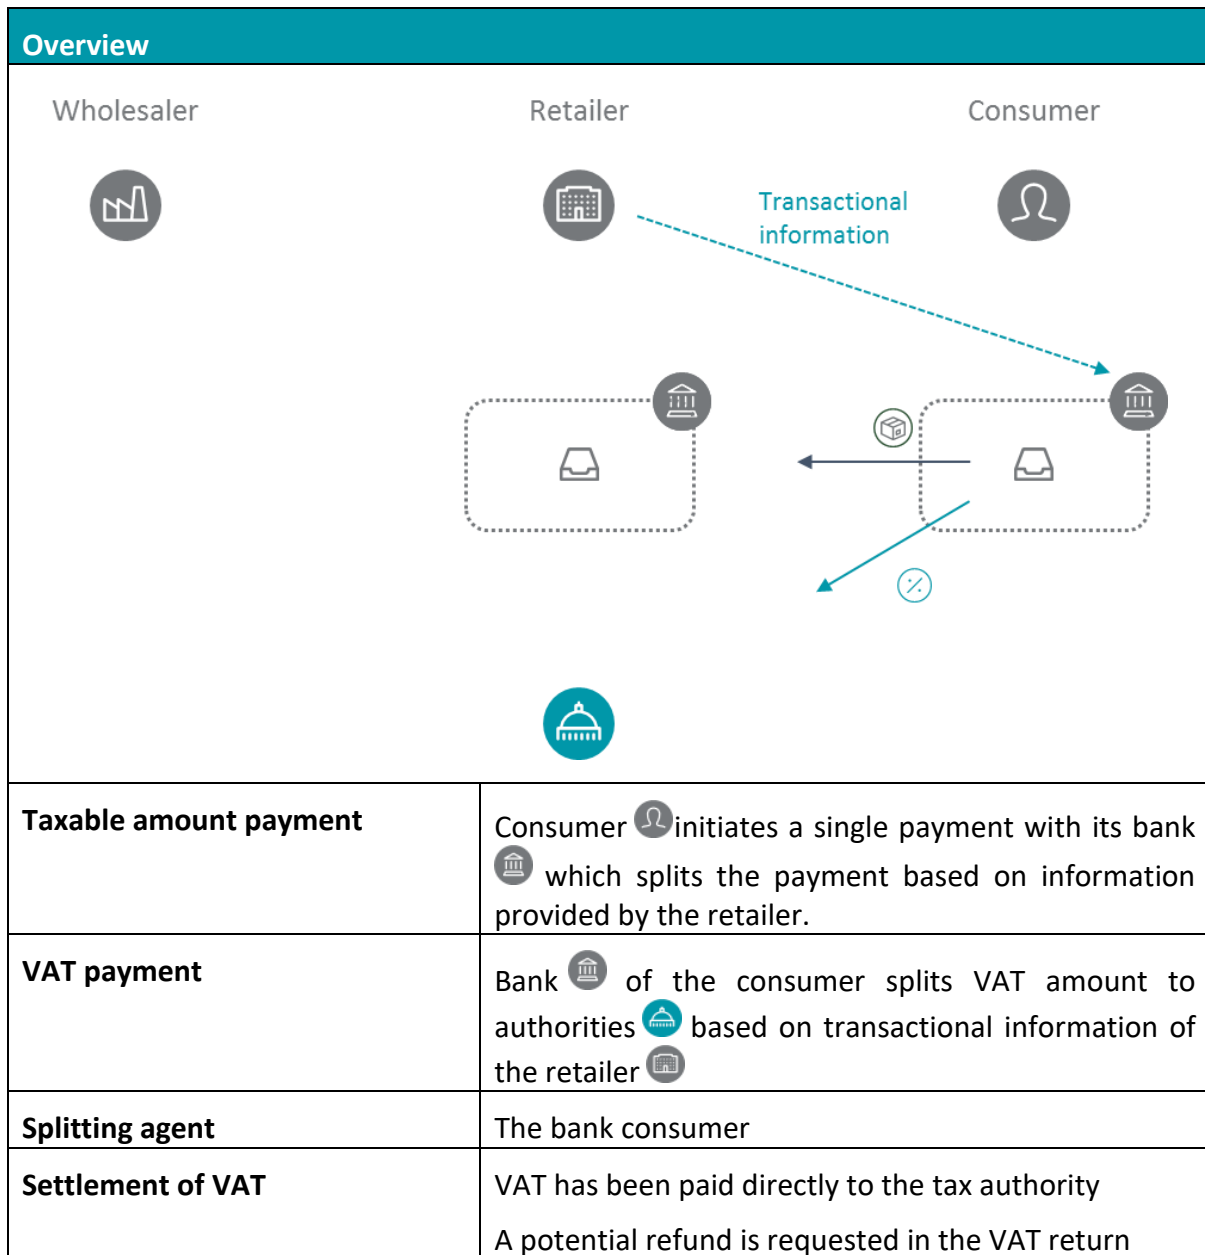 Overview
Wholesaler
Retailer
Consumer
Transactional
information
Taxable amount payment
Consumer initiates a single payment with its bank
which splits the payment based on information
provided by the retailer.
VAT payment
Bank of the consumer splits VAT amount to
authorities based on transactional information of
the retailer
Splitting agent
The bank consumer
Settlement of VAT
VAT has been paid directly to the tax authority
A potential refund is requested in the VAT return